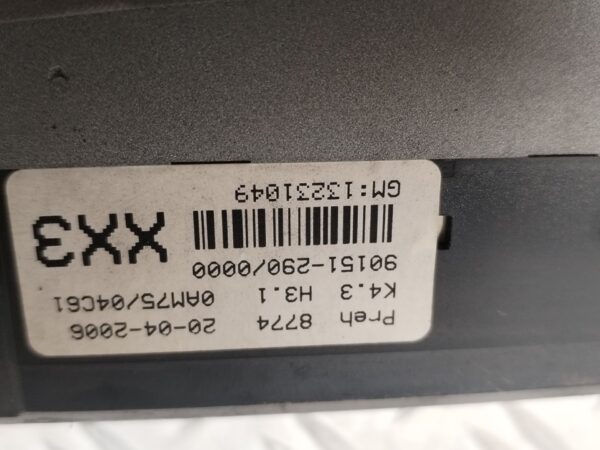 Preh 8774 20-04-2006
K4.3 H3.1 0AM75/04C61
90151-290/0000
XX3
GM:13231049